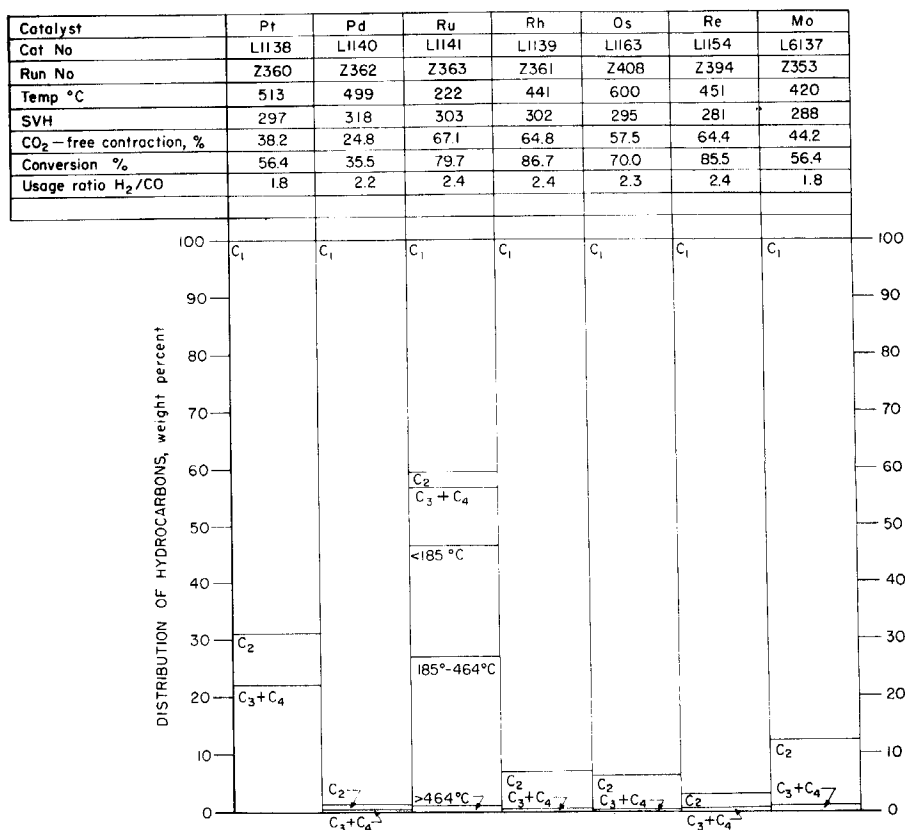 Catalyst Pt Pd Ru Rh Os Re Mo
Cat No L1138 L1140 L1141 L1139 L1163 L1154 L6137
Run No Z360 Z362 Z363 Z361 Z408 Z394 Z353
Temp °C 513 499 222 441 600 451 420
SVH 297 318 303 302 295 281 288
CO₂ – free contraction, % 38.2 24.8 67.1 64.8 57.5 64.4 44.2
Conversion % 56.4 35.5 79.7 86.7 70.0 85.5 56.4
Usage ratio H₂/CO 1.8 2.2 2.4 2.4 2.3 2.4 1.8
DISTRIBUTION OF HYDROCARBONS, weight percent
100 C₁ C₁ C₁ C₁ C₁ C₁ C₁ 100
90 90
80 80
70 70
60 60
C₂
C₃ + C₄
50 50
<185 °C
40 40
30 30
C₂
185°-464°C
C₃+C₄
20 20
10 10
C₂ C₂ C₂ C₂
C₂ >464°C C₃+C₄ C₃+C₄ C₃+C₄
0 0
C₃+C₄ C₃+C₄